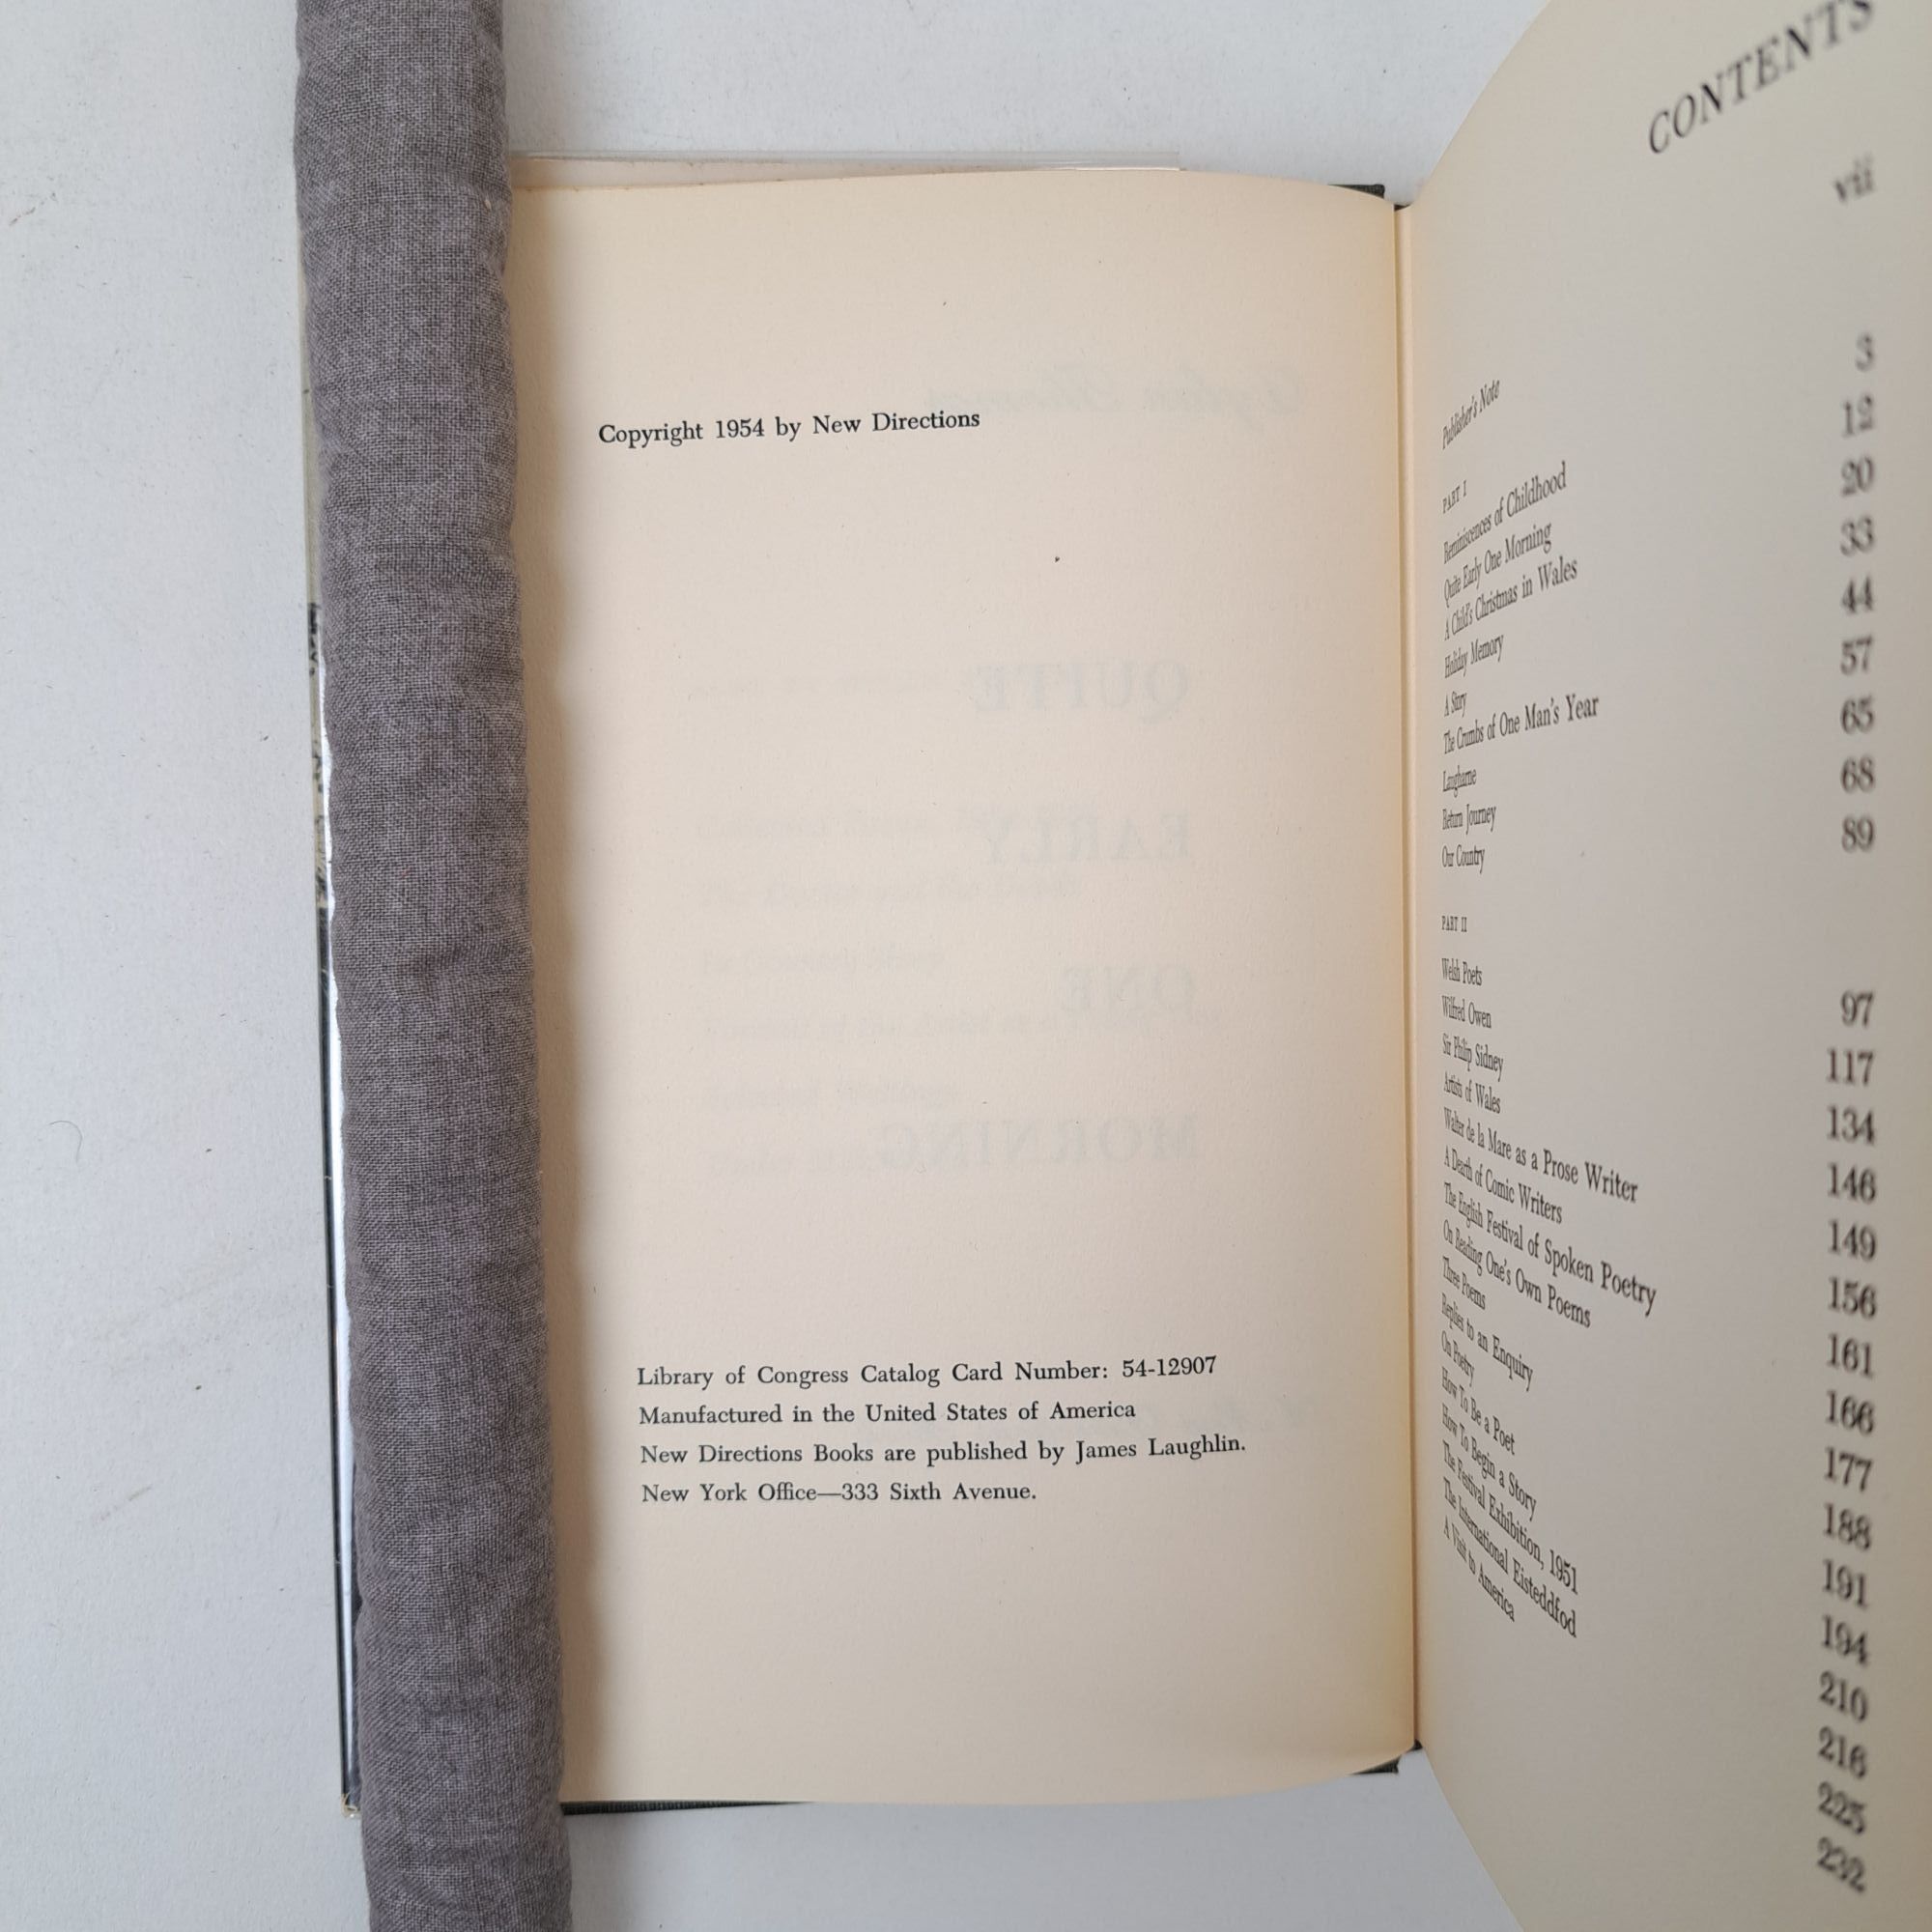 Copyright 1954 by New Directions
Library of Congress Catalog Card Number: 54-12907
Manufactured in the United States of America
New Directions Books are published by James Laughlin.
New York Office—333 Sixth Avenue.
CONTENTS
Publisher's Note vii
PART I
Reminiscences of Childhood 3
Quite Early One Morning 12
A Child's Christmas in Wales 20
Holiday Memory 33
A Story 44
The Crumbs of One Man's Year 57
Laugharne 65
Return Journey 68
Our Country 89
PART II
Welsh Poets 97
Wilfred Owen 117
Sir Philip Sidney 134
Artists of Wales 146
Walter de la Mare as a Prose Writer 149
A Dearth of Comic Writers 156
The English Festival of Spoken Poetry 161
On Reading One's Own Poems 166
Three Poems 177
Replies to an Enquiry 188
On Poetry 191
How To Be a Poet 194
How To Begin a Story 210
The Festival Exhibition, 1951 216
The International Eisteddfod 225
A Visit to America 232